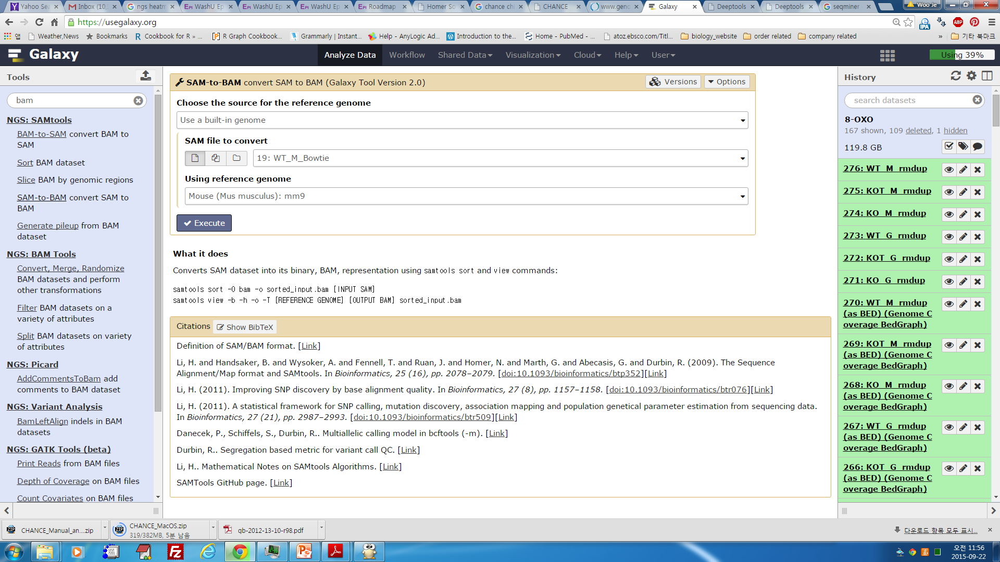 Yahoo Sea
Inbox (10,
ngs heatm
WashU Ep
WashU Ep
WashU Ep
Roadmap
Homer So
chance chi
CHANCE
www.geno
Galaxy
Deeptools
Deeptools
seqminer
Woo Je
https://usegalaxy.org
앱
Weather,News
Bookmarks
Cookbook for R » ...
R Graph Cookbook...
Grammarly | Instant...
Help - AnyLogic Ad...
Introduction to the...
Home - PubMed - ...
atoz.ebsco.com/Titl...
biology_website
order related
company related
»
기타 북마크
Galaxy
Analyze Data
Workflow
Shared Data
Visualization
Cloud
Help
User
Using 39%
Tools
bam
NGS: SAMtools
BAM-to-SAM convert BAM to
SAM
Sort BAM dataset
Slice BAM by genomic regions
SAM-to-BAM convert SAM to
BAM
Generate pileup from BAM
dataset
NGS: BAM Tools
Convert, Merge, Randomize
BAM datasets and perform
other transformations
Filter BAM datasets on a
variety of attributes
Split BAM datasets on variety
of attributes
NGS: Picard
AddCommentsToBam add
comments to BAM dataset
NGS: Variant Analysis
BamLeftAlign indels in BAM
datasets
NGS: GATK Tools (beta)
Print Reads from BAM files
Depth of Coverage on BAM files
Count Covariates on BAM files
SAM-to-BAM convert SAM to BAM (Galaxy Tool Version 2.0)
Versions
Options
Choose the source for the reference genome
Use a built-in genome
SAM file to convert
19: WT_M_Bowtie
Using reference genome
Mouse (Mus musculus): mm9
Execute
What it does
Converts SAM dataset into its binary, BAM, representation using samtools sort and view commands:
samtools sort -O bam -o sorted_input.bam [INPUT SAM]
samtools view -b -h -o -T [REFERENCE GENOME] [OUTPUT BAM] sorted_input.bam
Citations Show BibTeX
Definition of SAM/BAM format. [Link]
Li, H. and Handsaker, B. and Wysoker, A. and Fennell, T. and Ruan, J. and Homer, N. and Marth, G. and Abecasis, G. and Durbin, R. (2009). The Sequence
Alignment/Map format and SAMtools. In Bioinformatics, 25 (16), pp. 2078–2079. [doi:10.1093/bioinformatics/btp352][Link]
Li, H. (2011). Improving SNP discovery by base alignment quality. In Bioinformatics, 27 (8), pp. 1157–1158. [doi:10.1093/bioinformatics/btr076][Link]
Li, H. (2011). A statistical framework for SNP calling, mutation discovery, association mapping and population genetical parameter estimation from sequencing data.
In Bioinformatics, 27 (21), pp. 2987–2993. [doi:10.1093/bioinformatics/btr509][Link]
Danecek, P., Schiffels, S., Durbin, R.. Multiallelic calling model in bcftools (-m). [Link]
Durbin, R.. Segregation based metric for variant call QC. [Link]
Li, H.. Mathematical Notes on SAMtools Algorithms. [Link]
SAMTools GitHub page. [Link]
History
search datasets
8-OXO
167 shown, 109 deleted, 1 hidden
119.8 GB
276: WT_M_rmdup
275: KOT_M_rmdup
274: KO_M_rmdup
273: WT_G_rmdup
272: KOT_G_rmdup
271: KO_G_rmdup
270: WT_M_rmdup
(as BED) (Genome C
overage BedGraph)
269: KOT_M_rmdup
(as BED) (Genome C
overage BedGraph)
268: KO_M_rmdup
(as BED) (Genome C
overage BedGraph)
267: WT_G_rmdup
(as BED) (Genome C
overage BedGraph)
266: KOT_G_rmdup
(as BED) (Genome C
overage BedGraph)
CHANCE_Manual_an....zip
CHANCE_MacOS.zip
319/382MB, 5분 남음
gb-2012-13-10-r98.pdf
다운로드 항목 모두 표시...
오전 11:56
2015-09-22